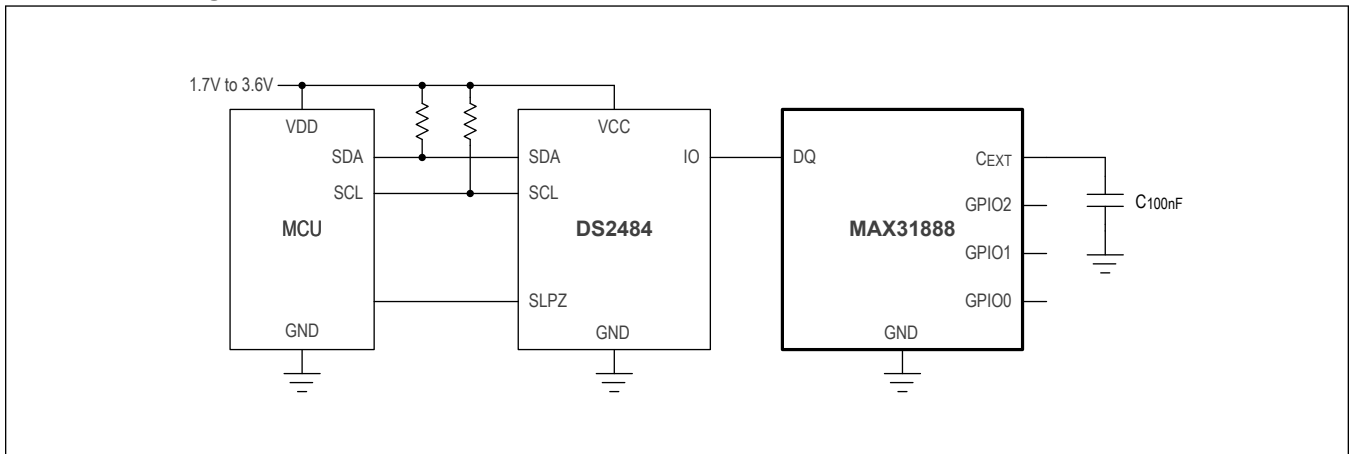 1.7V to 3.6V
VDD
SDA
SCL
MCU
GND
VCC
SDA
IO
SCL
DS2484
SLPZ
GND
DQ
CEXT
GPIO2
MAX31888
GPIO1
GPIO0
GND
C100nF